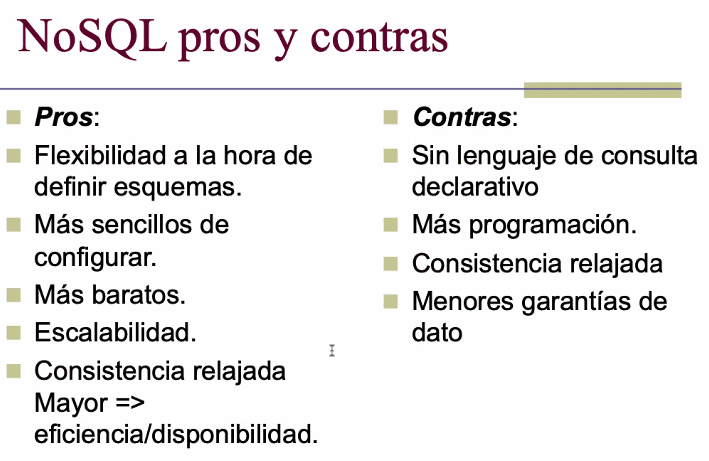 NoSQL pros y contras
Pros:
Flexibilidad a la hora de
definir esquemas.
Más sencillos de
configurar.
Más baratos.
Escalabilidad.
Consistencia relajada
Mayor =>
eficiencia/disponibilidad.
Contras:
Sin lenguaje de consulta
declarativo
Más programación.
Consistencia relajada
Menores garantías de
dato